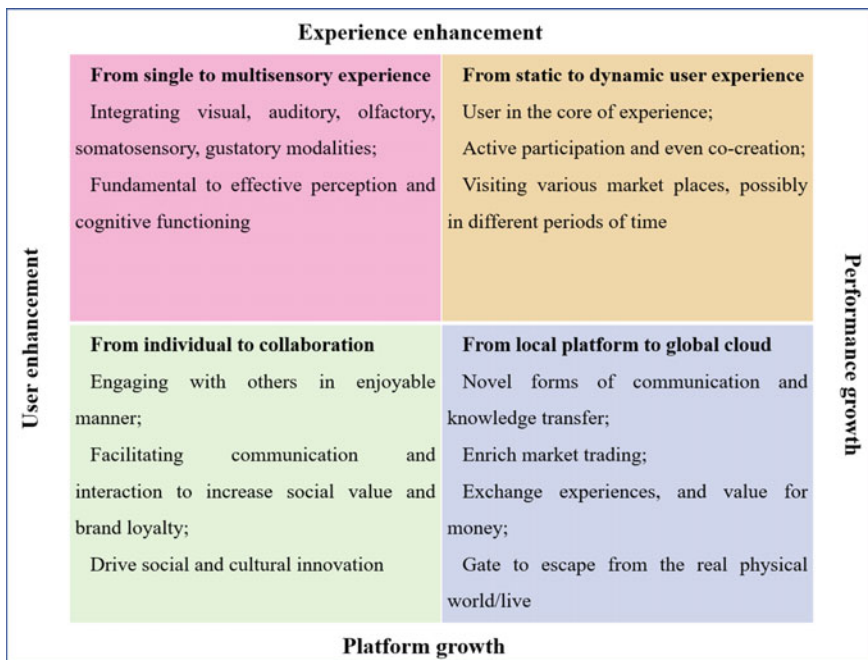 Experience enhancement
From single to multisensory experience
Integrating visual, auditory, olfactory,
somatosensory, gustatory modalities;
Fundamental to effective perception and
cognitive functioning
From static to dynamic user experience
User in the core of experience;
Active participation and even co-creation;
Visiting various market places, possibly
in different periods of time
User enhancement
Performance growth
From individual to collaboration
Engaging with others in enjoyable
manner;
Facilitating communication and
interaction to increase social value and
brand loyalty;
Drive social and cultural innovation
From local platform to global cloud
Novel forms of communication and
knowledge transfer;
Enrich market trading;
Exchange experiences, and value for
money;
Gate to escape from the real physical
world/live
Platform growth